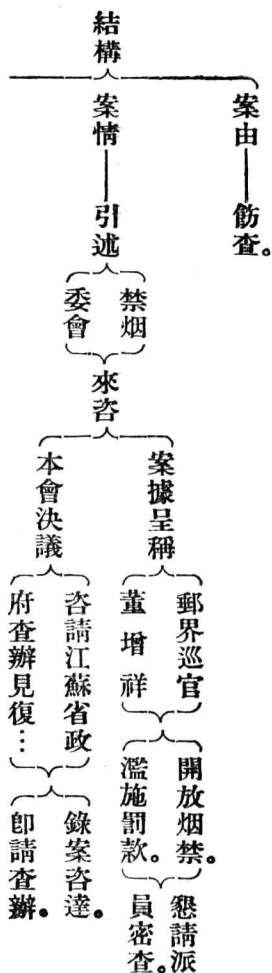 結構
案由——飭查。
案情——引述
禁烟
委會
來咨
案據呈稱
郵界巡官
董增祥
開放烟禁。
濫施罰款。
懇請派
員密查。
本會決議
咨請江蘇省政
府查辦見復…
錄案咨達。
卽請查辦。